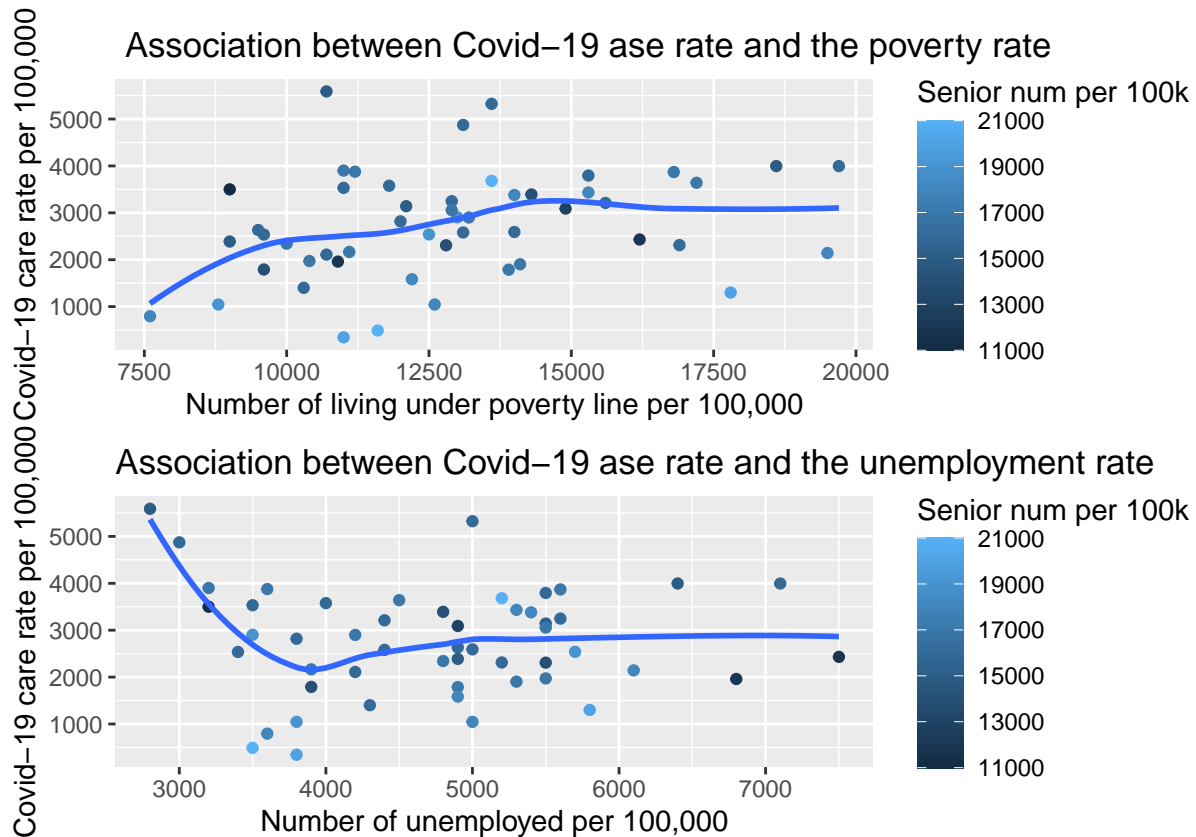 Association between Covid−19 ase rate and the poverty rate
Covid−19 care rate per 100,000
5000
4000
3000
2000
1000
7500 10000 12500 15000 17500 20000
Number of living under poverty line per 100,000
Senior num per 100k
21000
19000
17000
15000
13000
11000
Association between Covid−19 ase rate and the unemployment rate
Covid−19 care rate per 100,000
5000
4000
3000
2000
1000
3000 4000 5000 6000 7000
Number of unemployed per 100,000
Senior num per 100k
21000
19000
17000
15000
13000
11000